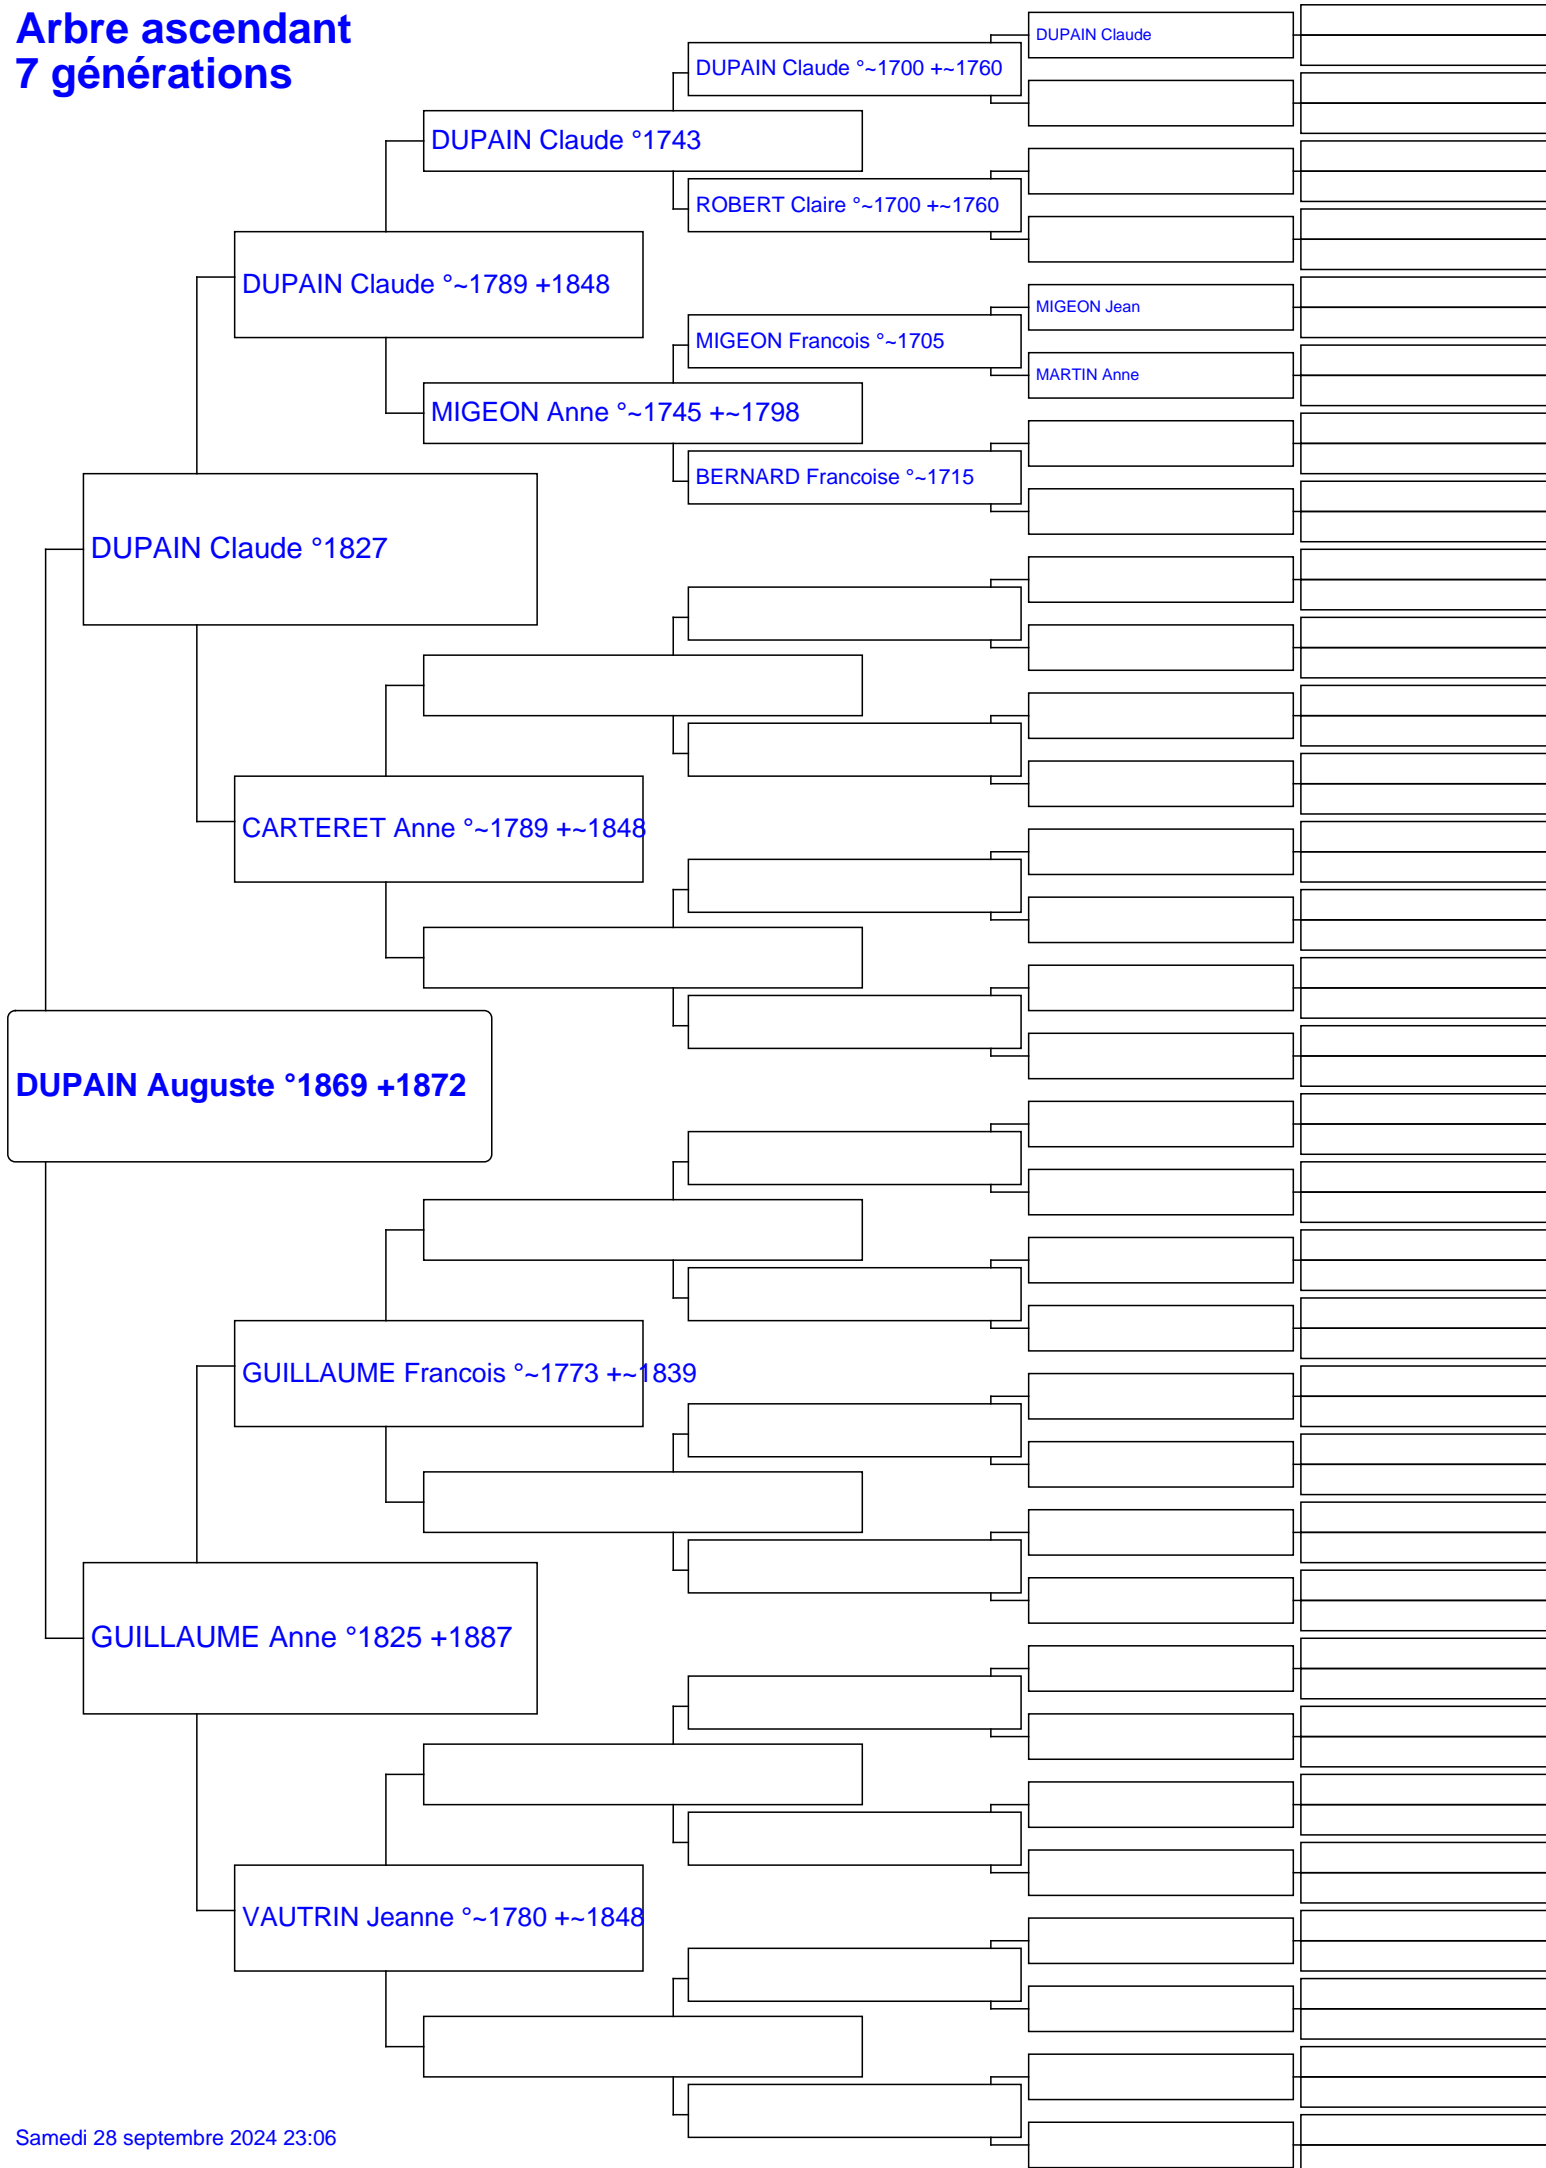 Arbre ascendant
7 générations
DUPAIN Claude
DUPAIN Claude °~1700 +~1760
DUPAIN Claude °1743
ROBERT Claire °~1700 +~1760
DUPAIN Claude °~1789 +1848
MIGEON Jean
MIGEON Francois °~1705
MARTIN Anne
MIGEON Anne °~1745 +~1798
BERNARD Francoise °~1715
DUPAIN Claude °1827
CARTERET Anne °~1789 +~1848
DUPAIN Auguste °1869 +1872
GUILLAUME Francois °~1773 +~1839
GUILLAUME Anne °1825 +1887
VAUTRIN Jeanne °~1780 +~1848
Samedi 28 septembre 2024 23:06